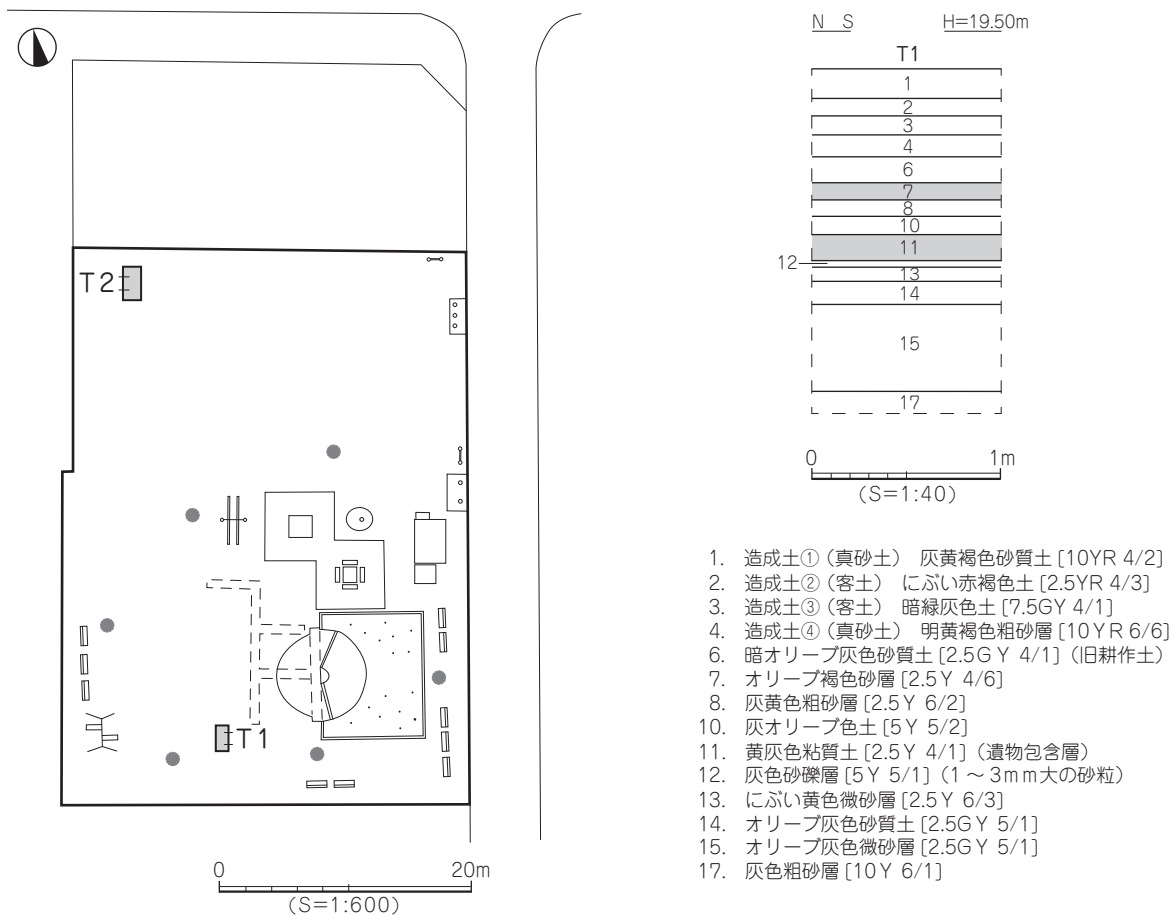 T2
T1
0 20m
(S=1:600)
N S H=19.50m
T1
1
2
3
4
6
7
8
10
11
12
13
14
15
17
0 1m
(S=1:40)
1. 造成土①（真砂土） 灰黄褐色砂質土 [10YR 4/2]
2. 造成土②（客土） にぶい赤褐色土 [2.5YR 4/3]
3. 造成土③（客土） 暗緑灰色土 [7.5GY 4/1]
4. 造成土④（真砂土） 明黄褐色粗砂層 [10YR 6/6]
6. 暗オリーブ灰色砂質土 [2.5GY 4/1]（旧耕作土）
7. オリーブ褐色砂層 [2.5Y 4/6]
8. 灰黄色粗砂層 [2.5Y 6/2]
10. 灰オリーブ色土 [5Y 5/2]
11. 黄灰色粘質土 [2.5Y 4/1]（遺物包含層）
12. 灰色砂礫層 [5Y 5/1]（1～3mm大の砂粒）
13. にぶい黄色微砂層 [2.5Y 6/3]
14. オリーブ灰色砂質土 [2.5GY 5/1]
15. オリーブ灰色微砂層 [2.5GY 5/1]
17. 灰色粗砂層 [10Y 6/1]